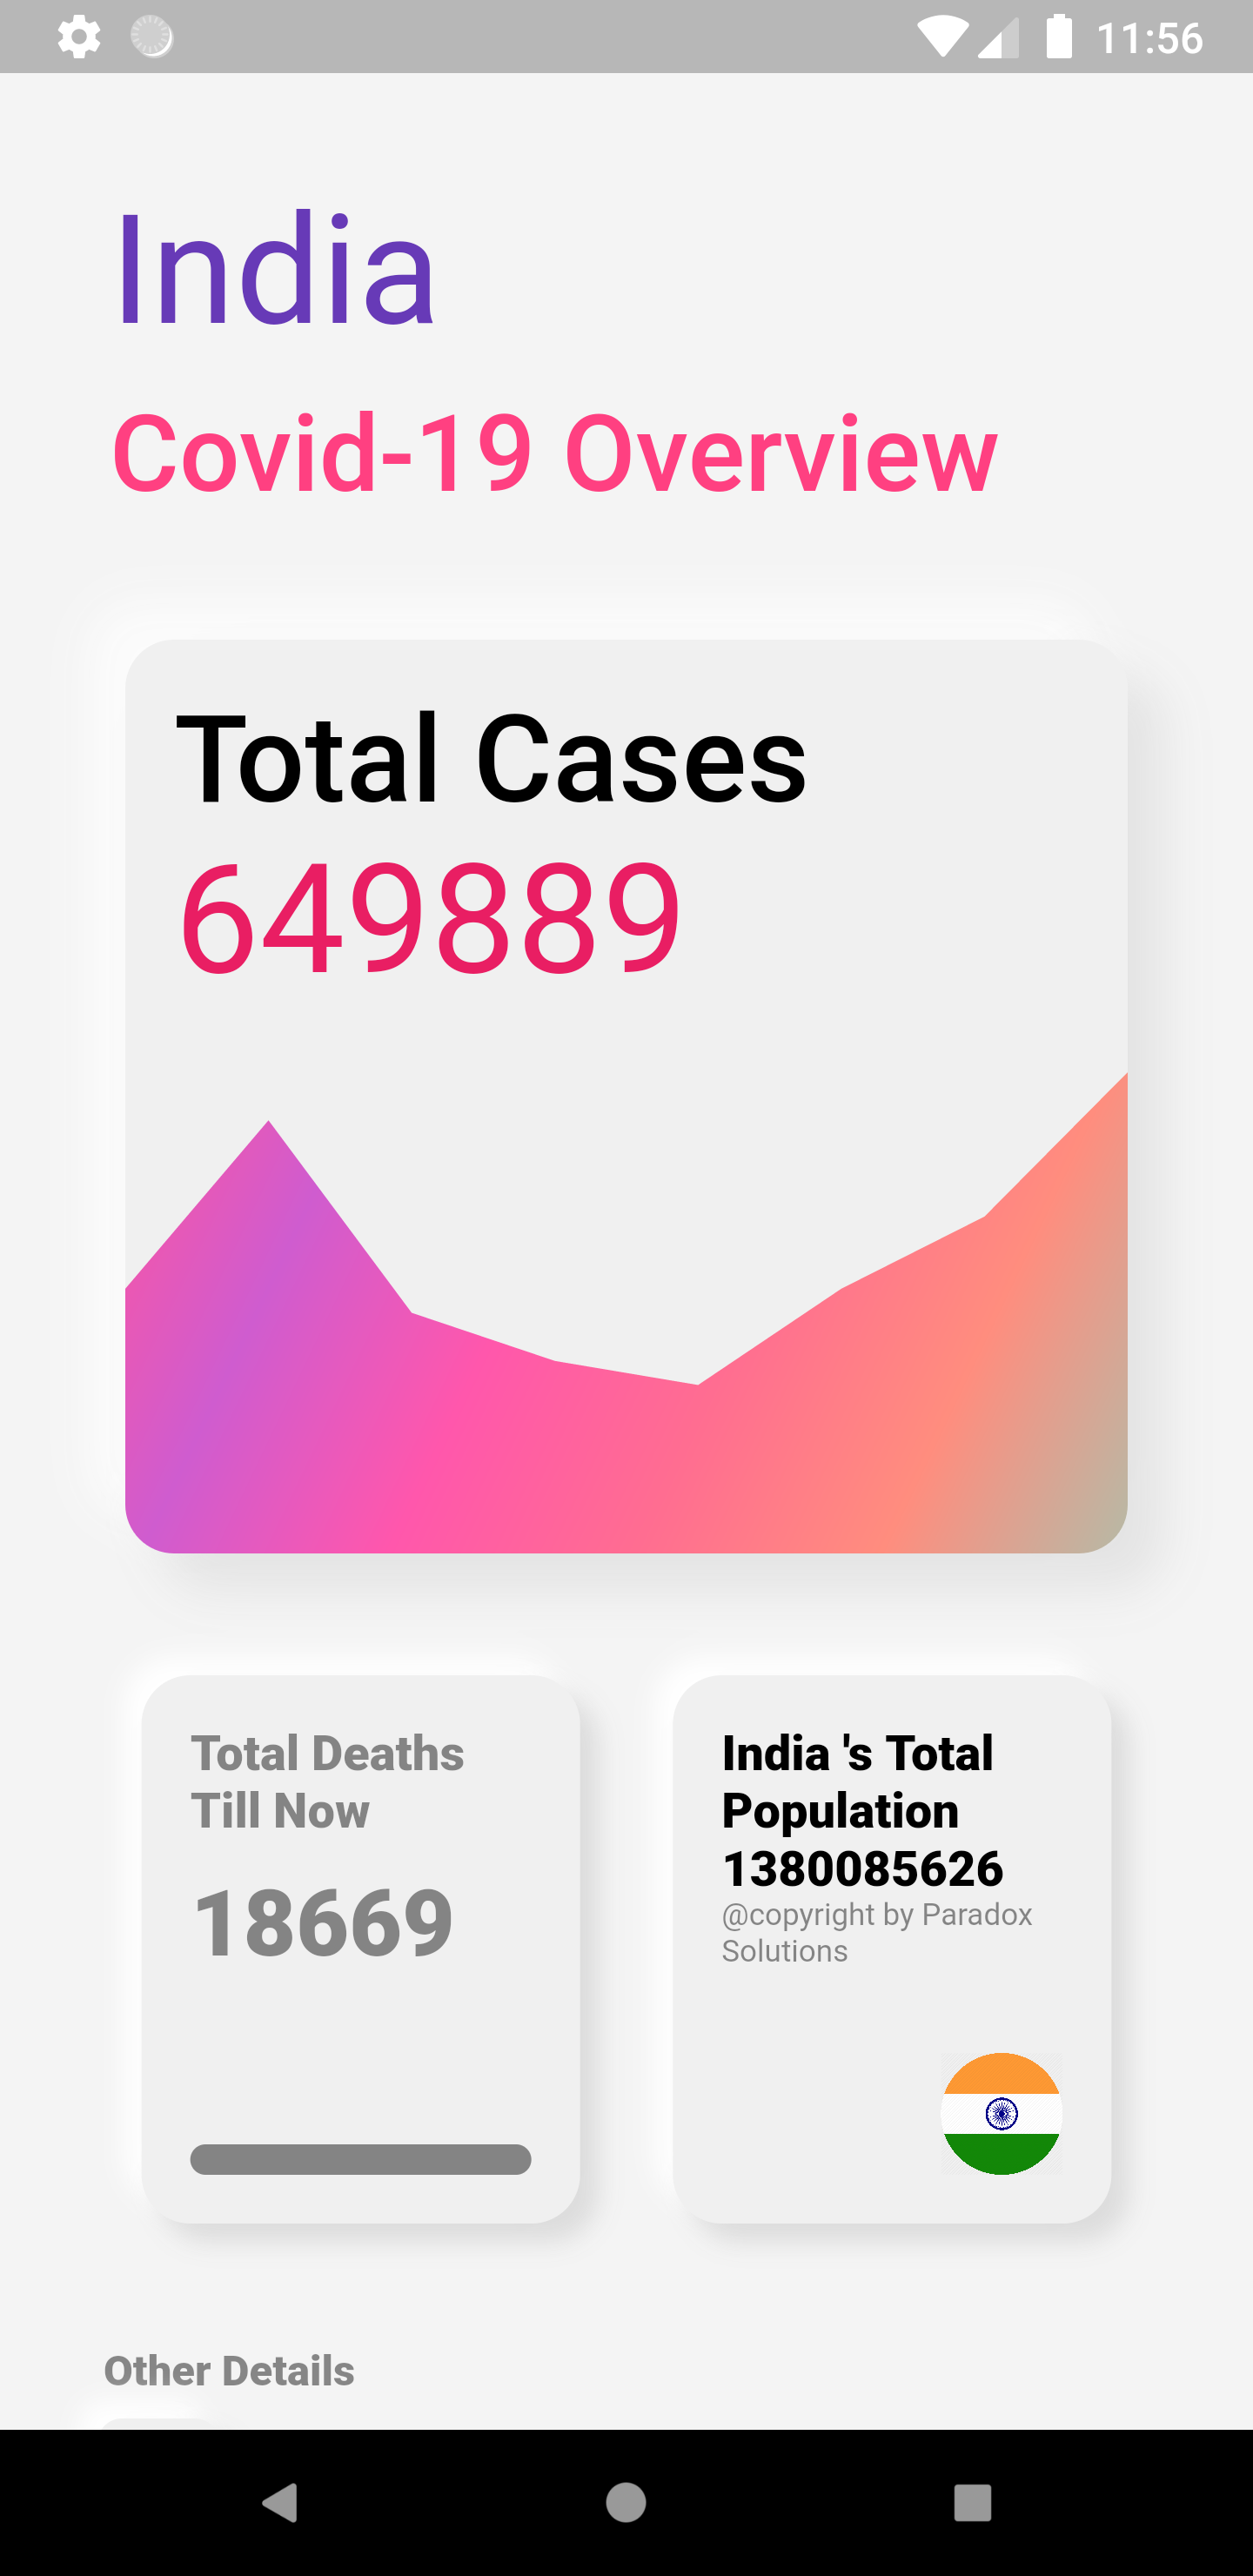 11:56
India
Covid-19 Overview
Total Cases
649889
Total Deaths
Till Now
18669
India 's Total
Population
1380085626
@copyright by Paradox
Solutions
Other Details